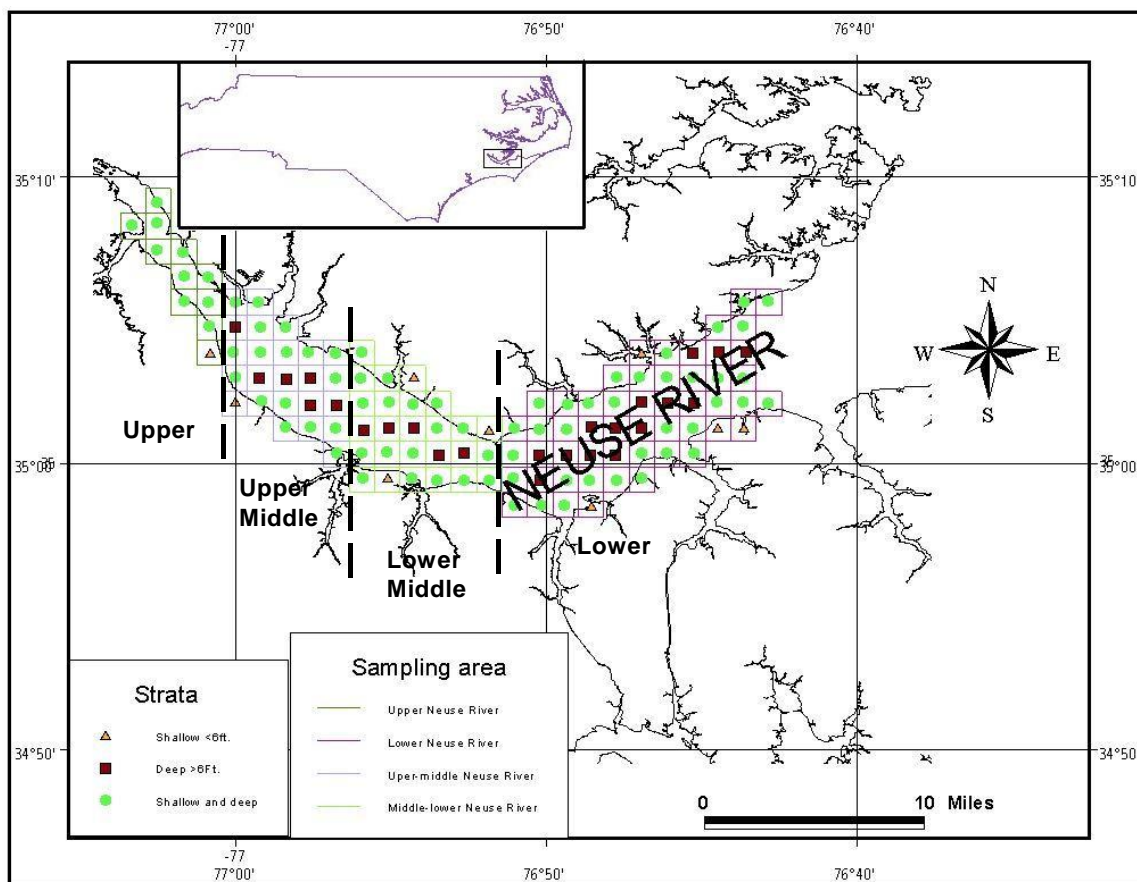 77°00'
-77
76°50'
76°40'
35°10'
35°10'
N
W E
S
NEUSE RIVER
Upper
35°00'
35°00'
Upper
Middle
Lower
Lower
Middle
Strata
Shallow <6ft.
Deep >6Ft.
Shallow and deep
Sampling area
Upper Neuse River
Lower Neuse River
Uper-middle Neuse River
Middle-lower Neuse River
34°50'
34°50'
0 10 Miles
-77
77°00'
76°50'
76°40'